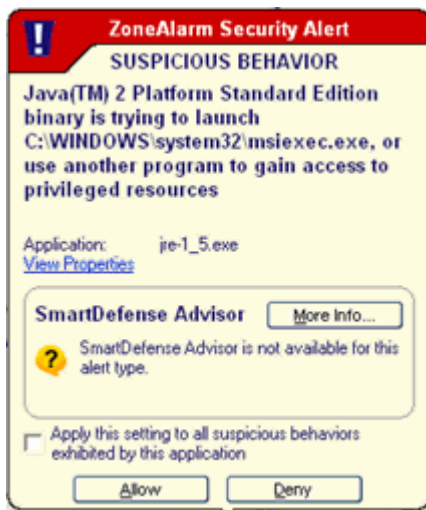 ZoneAlarm Security Alert
SUSPICIOUS BEHAVIOR
Java(TM) 2 Platform Standard Edition
binary is trying to launch
C:\WINDOWS\system32\msiexec.exe, or
use another program to gain access to
privileged resources
Application: jre-1_5.exe
View Properties
SmartDefense Advisor More Info...
SmartDefense Advisor is not available for this
alert type.
Apply this setting to all suspicious behaviors
exhibited by this application
Allow Deny